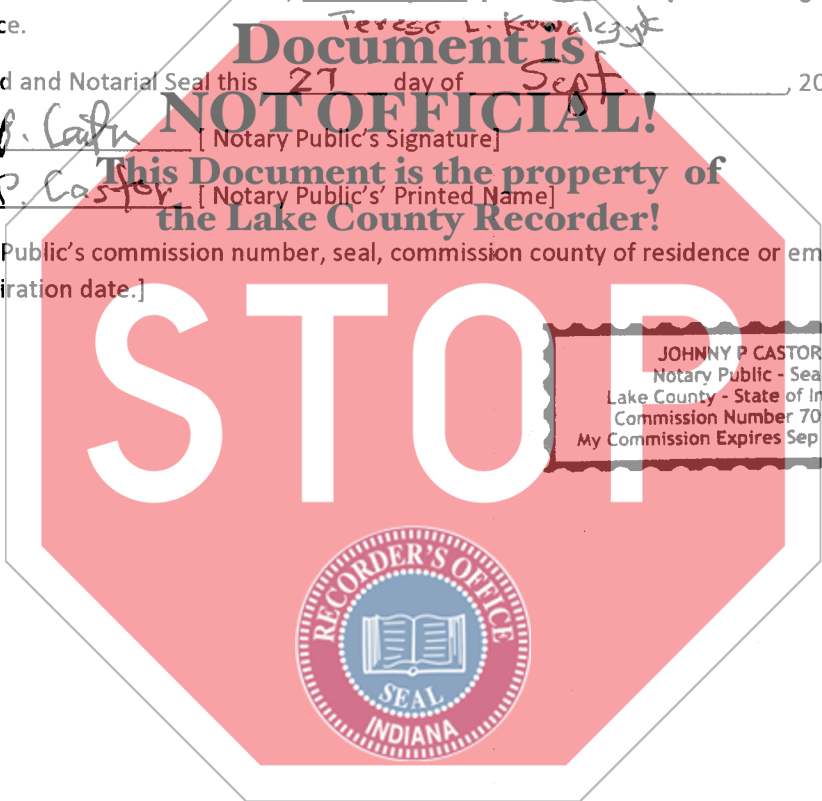 ce.
Teresa L. Kowalczyk
Document is
d and Notarial Seal this 27 day of Sept. , 20
NOT OFFICIAL!
[ Notary Public's Signature]
This Document is the property of
P. Castor [ Notary Public's' Printed Name]
the Lake County Recorder!
Public's commission number, seal, commission county of residence or em
iration date.]
STOP
JOHNNY P CASTOR
Notary Public - Sea
Lake County - State of In
Commission Number 70
My Commission Expires Sep
RECORDER'S OFFICE
SEAL
INDIANA